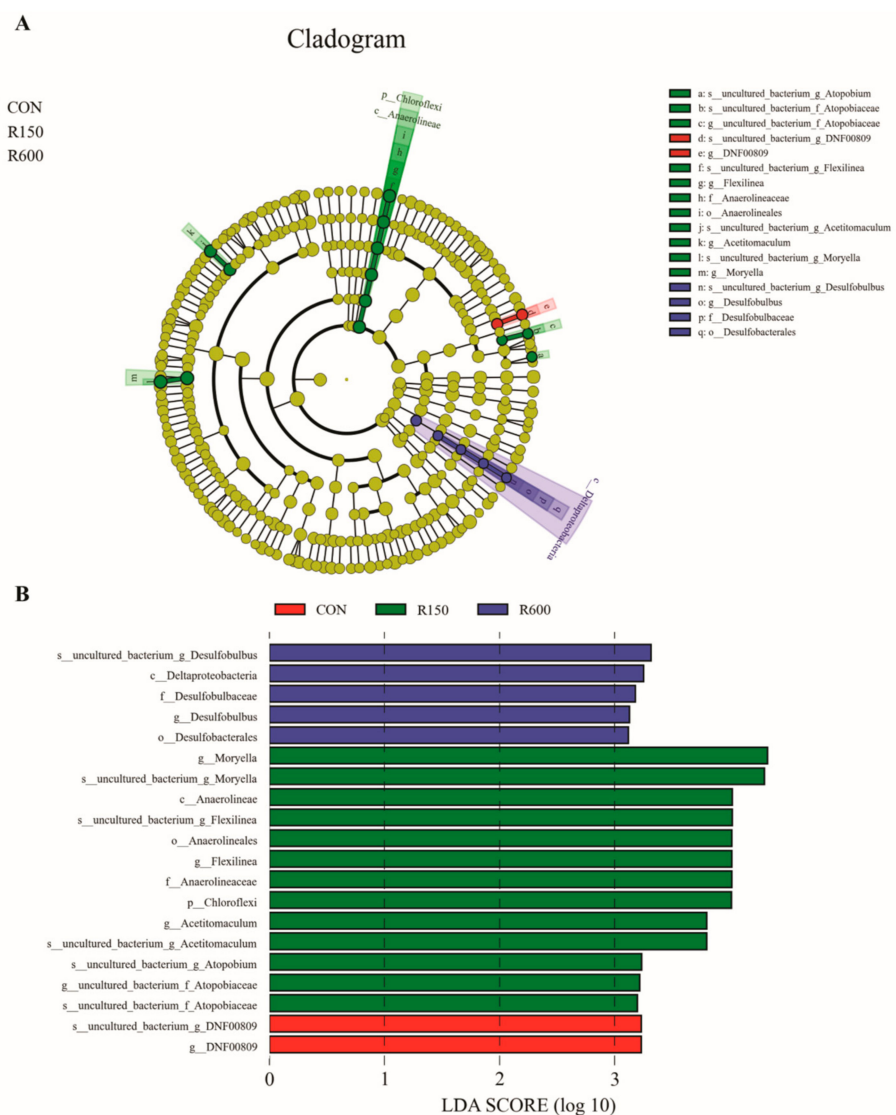 A
Cladogram
CON
R150
R600
p__Chloroflexi
c__Anaerolineae
i
h
g
a: s__uncultured_bacterium_g_Atopobium
b: s__uncultured_bacterium_f_Atopobiaceae
c: g__uncultured_bacterium_f_Atopobiaceae
d: s__uncultured_bacterium_g_DNF00809
e: g__DNF00809
f: s__uncultured_bacterium_g_Flexilinea
g: g__Flexilinea
h: f__Anaerolineaceae
i: o__Anaerolineales
j: s__uncultured_bacterium_g_Acetitomaculum
k: g__Acetitomaculum
l: s__uncultured_bacterium_g_Moryella
m: g__Moryella
n: s__uncultured_bacterium_g_Desulfobulbus
o: g__Desulfobulbus
p: f__Desulfobulbaceae
q: o__Desulfobacterales
k
e
d
c
b
a
m
l
o
p
q
c__Deltaproteobacteria
B
CON
R150
R600
s__uncultured_bacterium_g_Desulfobulbus
c__Deltaproteobacteria
f__Desulfobulbaceae
g__Desulfobulbus
o__Desulfobacterales
g__Moryella
s__uncultured_bacterium_g_Moryella
c__Anaerolineae
s__uncultured_bacterium_g_Flexilinea
o__Anaerolineales
g__Flexilinea
f__Anaerolineaceae
p__Chloroflexi
g__Acetitomaculum
s__uncultured_bacterium_g_Acetitomaculum
s__uncultured_bacterium_g_Atopobium
g__uncultured_bacterium_f_Atopobiaceae
s__uncultured_bacterium_f_Atopobiaceae
s__uncultured_bacterium_g_DNF00809
g__DNF00809
0
1
2
3
LDA SCORE (log 10)